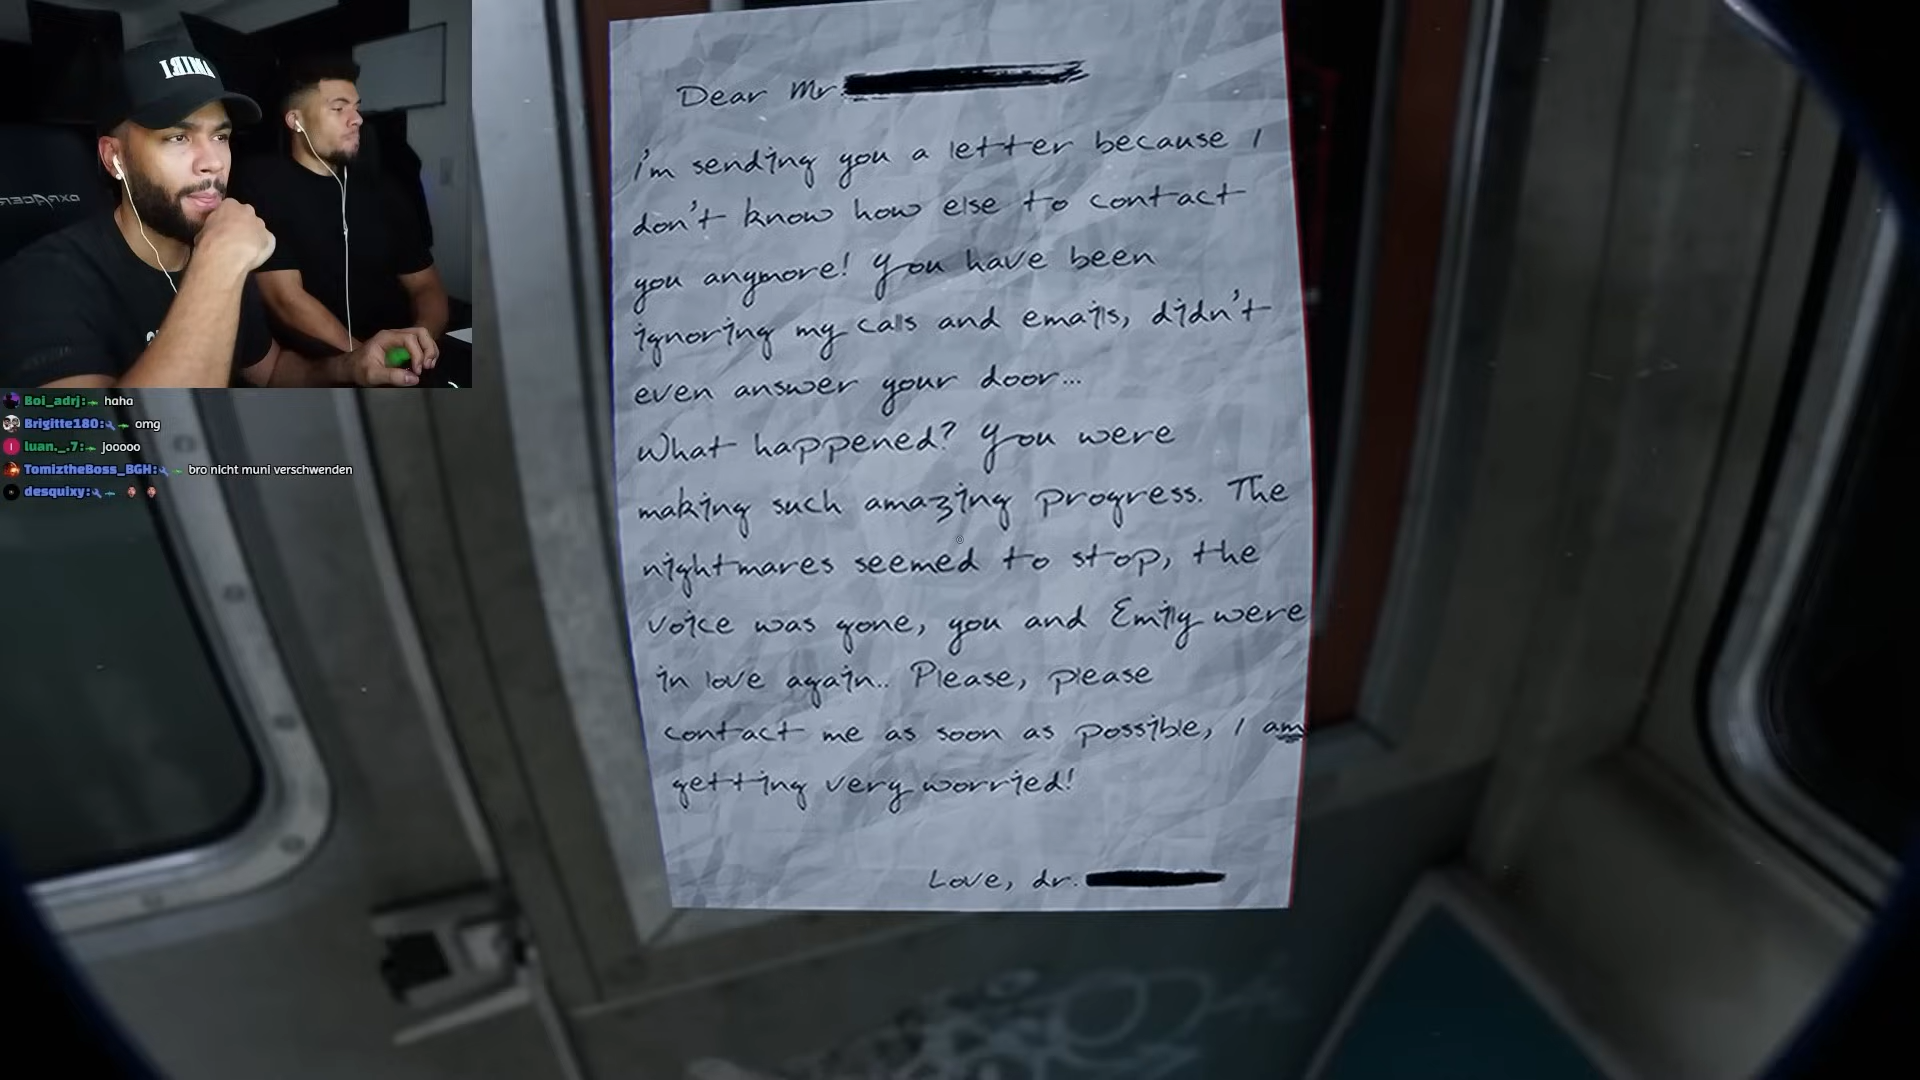 Dear Mr
i'm sending you a letter because I
don't know how else to contact
you anymore! You have been
ignoring my calls and emails, didn't
even answer your door...
What happened? You were
making such amazing progress. The
nightmares seemed to stop, the
voice was gone, you and Emily were
in love again.. Please, please
contact me as soon as possible, I am
getting very worried!
Love, dr.
AMIRI
DXRACER
Boi_adrj: haha
Brigitte180: omg
luan._.7: jooooo
TomiztheBoss_BGH: bro nicht muni verschwenden
desquixy: